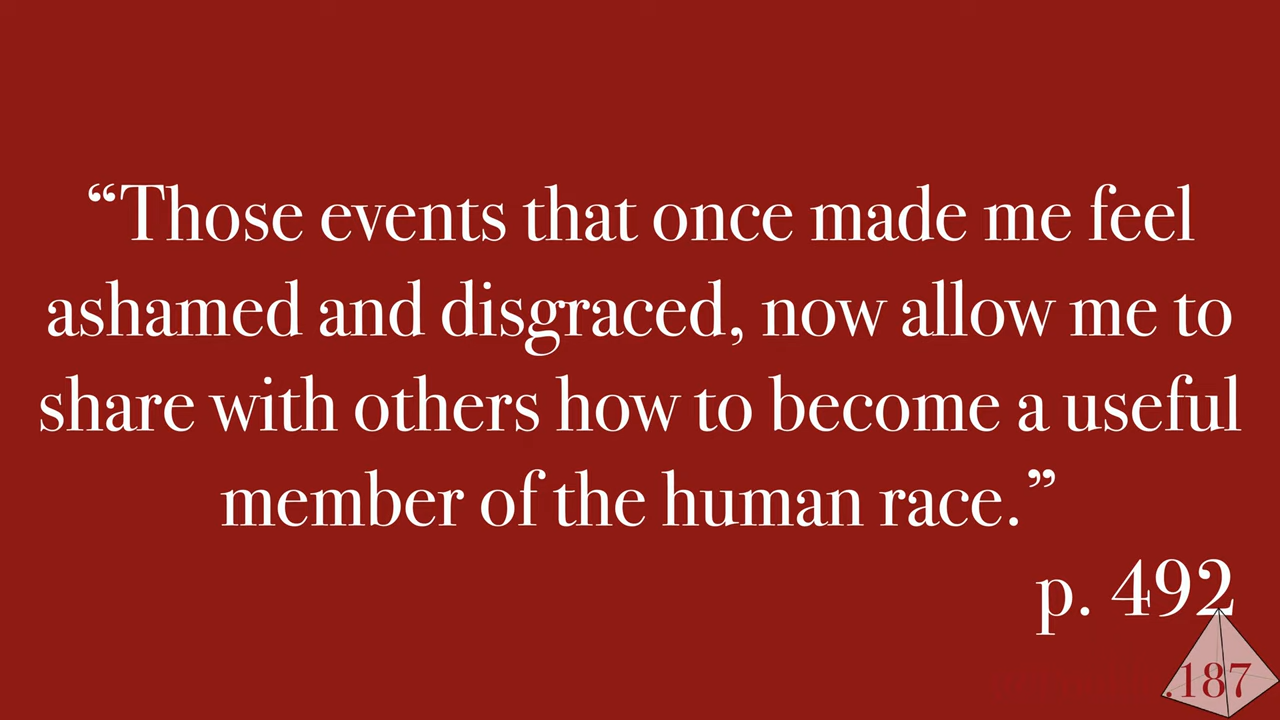 “Those events that once made me feel
ashamed and disgraced, now allow me to
share with others how to become a useful
member of the human race.”
p. 492
.187